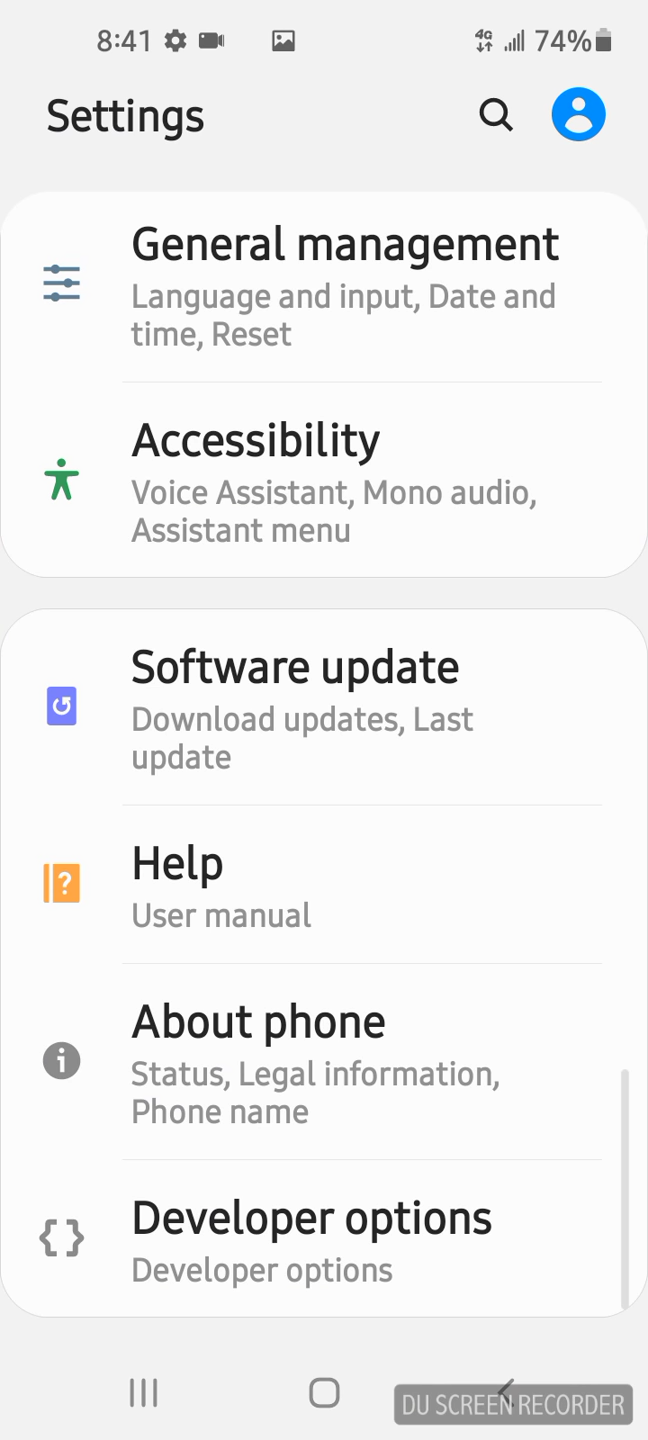 8:41
4G
74%
Settings
General management
Language and input, Date and
time, Reset
Accessibility
Voice Assistant, Mono audio,
Assistant menu
Software update
Download updates, Last
update
Help
User manual
About phone
Status, Legal information,
Phone name
Developer options
Developer options
DU SCREEN RECORDER